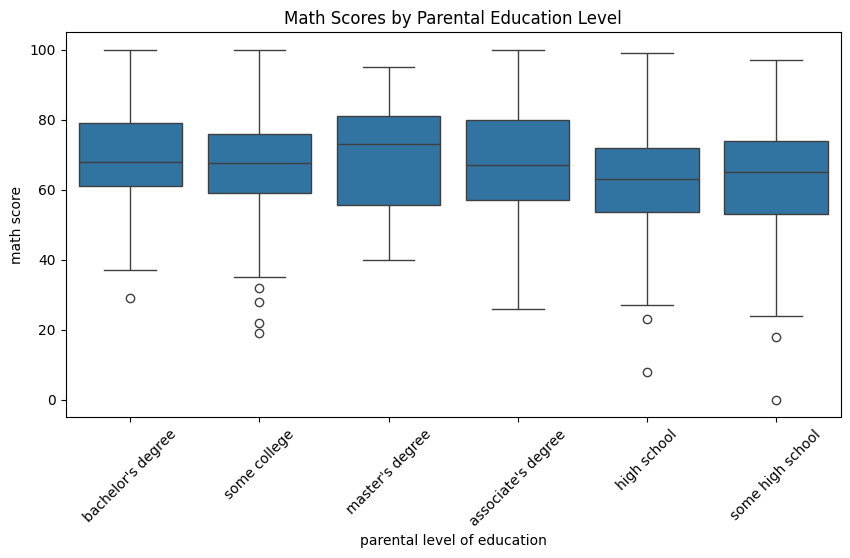 Math Scores by Parental Education Level
math score
100
80
60
40
20
0
bachelor's degree
some college
master's degree
associate's degree
high school
some high school
parental level of education